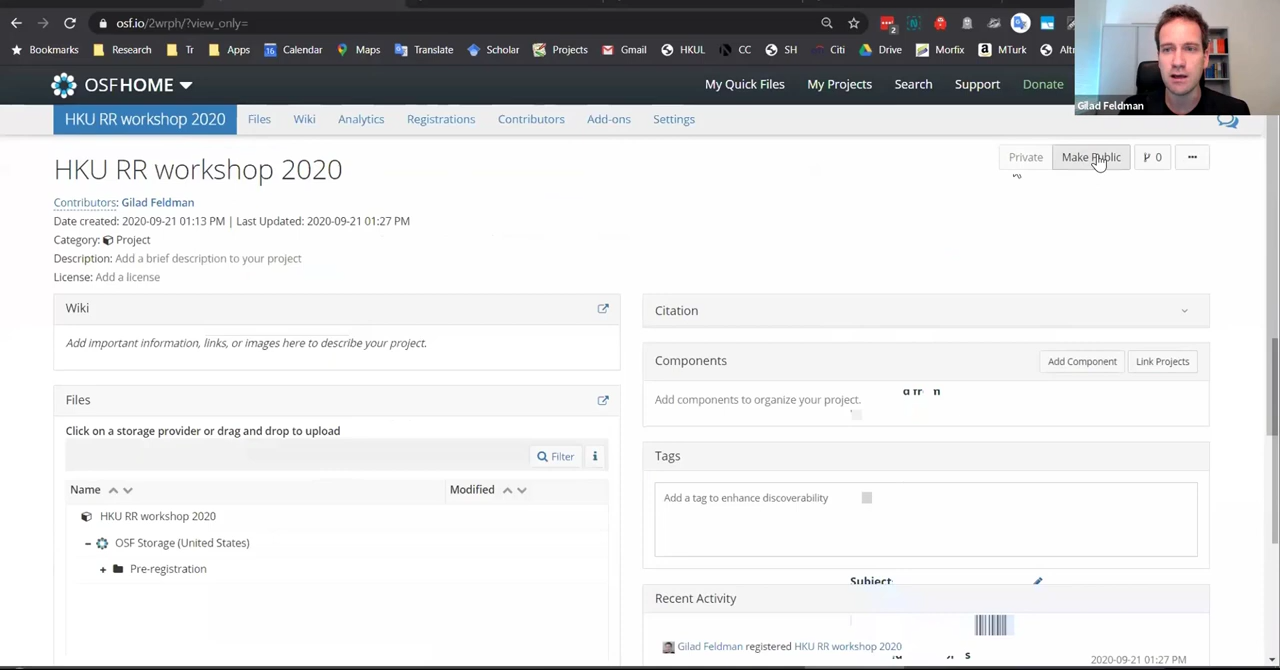 osf.io/2wrph/?view_only=
2
Bookmarks Research Tr Apps 16 Calendar Maps Translate Scholar Projects Gmail HKUL CC SH Citi Drive Morfix a MTurk
OSFHOME My Quick Files My Projects Search Support Donate
Gilad Feldman
HKU RR workshop 2020 Files Wiki Analytics Registrations Contributors Add-ons Settings
HKU RR workshop 2020
Private Make Public 0 ...
Contributors: Gilad Feldman
Date created: 2020-09-21 01:13 PM | Last Updated: 2020-09-21 01:27 PM
Category: Project
Description: Add a brief description to your project
License: Add a license
Wiki
Add important information, links, or images here to describe your project.
Files
Click on a storage provider or drag and drop to upload
Filter i
Name Modified
HKU RR workshop 2020
- OSF Storage (United States)
+ Pre-registration
Citation
Components Add Component Link Projects
Add components to organize your project.
Tags
Add a tag to enhance discoverability
Subject
Recent Activity
Gilad Feldman registered HKU RR workshop 2020
2020-09-21 01:27 PM